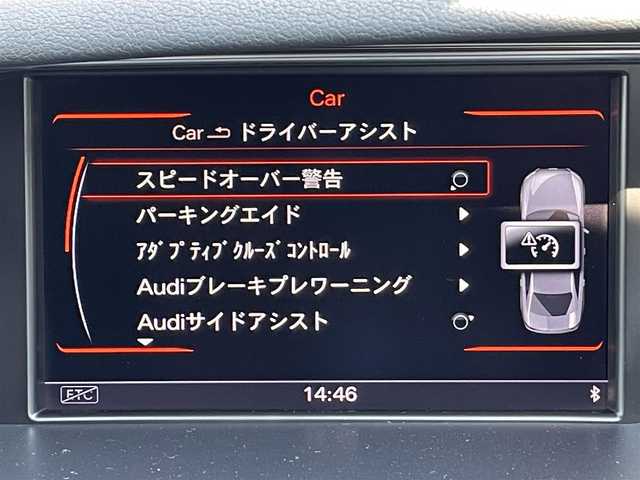 Car
Car ドライバーアシスト
スピードオーバー警告
パーキングエイド
ｱﾀﾞﾌﾟﾃｨﾌﾞｸﾙｰｽﾞｺﾝﾄﾛｰﾙ
Audiブレーキプレワーニング
Audiサイドアシスト
ETC 14:46